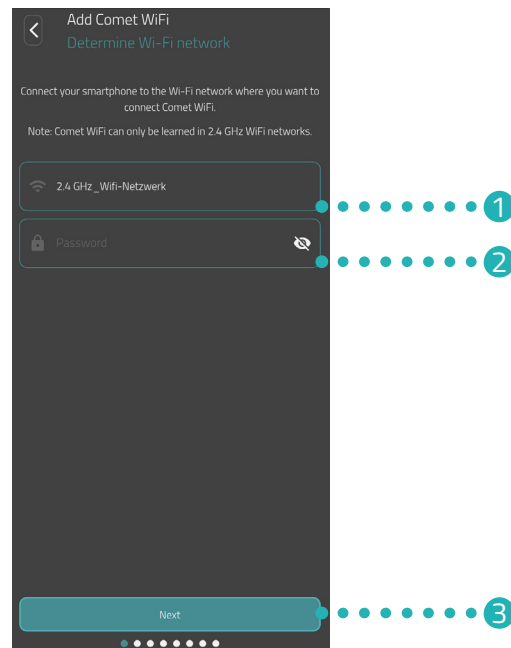 Add Comet WiFi
Determine Wi-Fi network
Connect your smartphone to the Wi-Fi network where you want to
connect Comet WiFi.
Note: Comet WiFi can only be learned in 2.4 GHz WiFi networks.
2.4 GHz_Wifi-Netzwerk
1
Password
2
Next
3